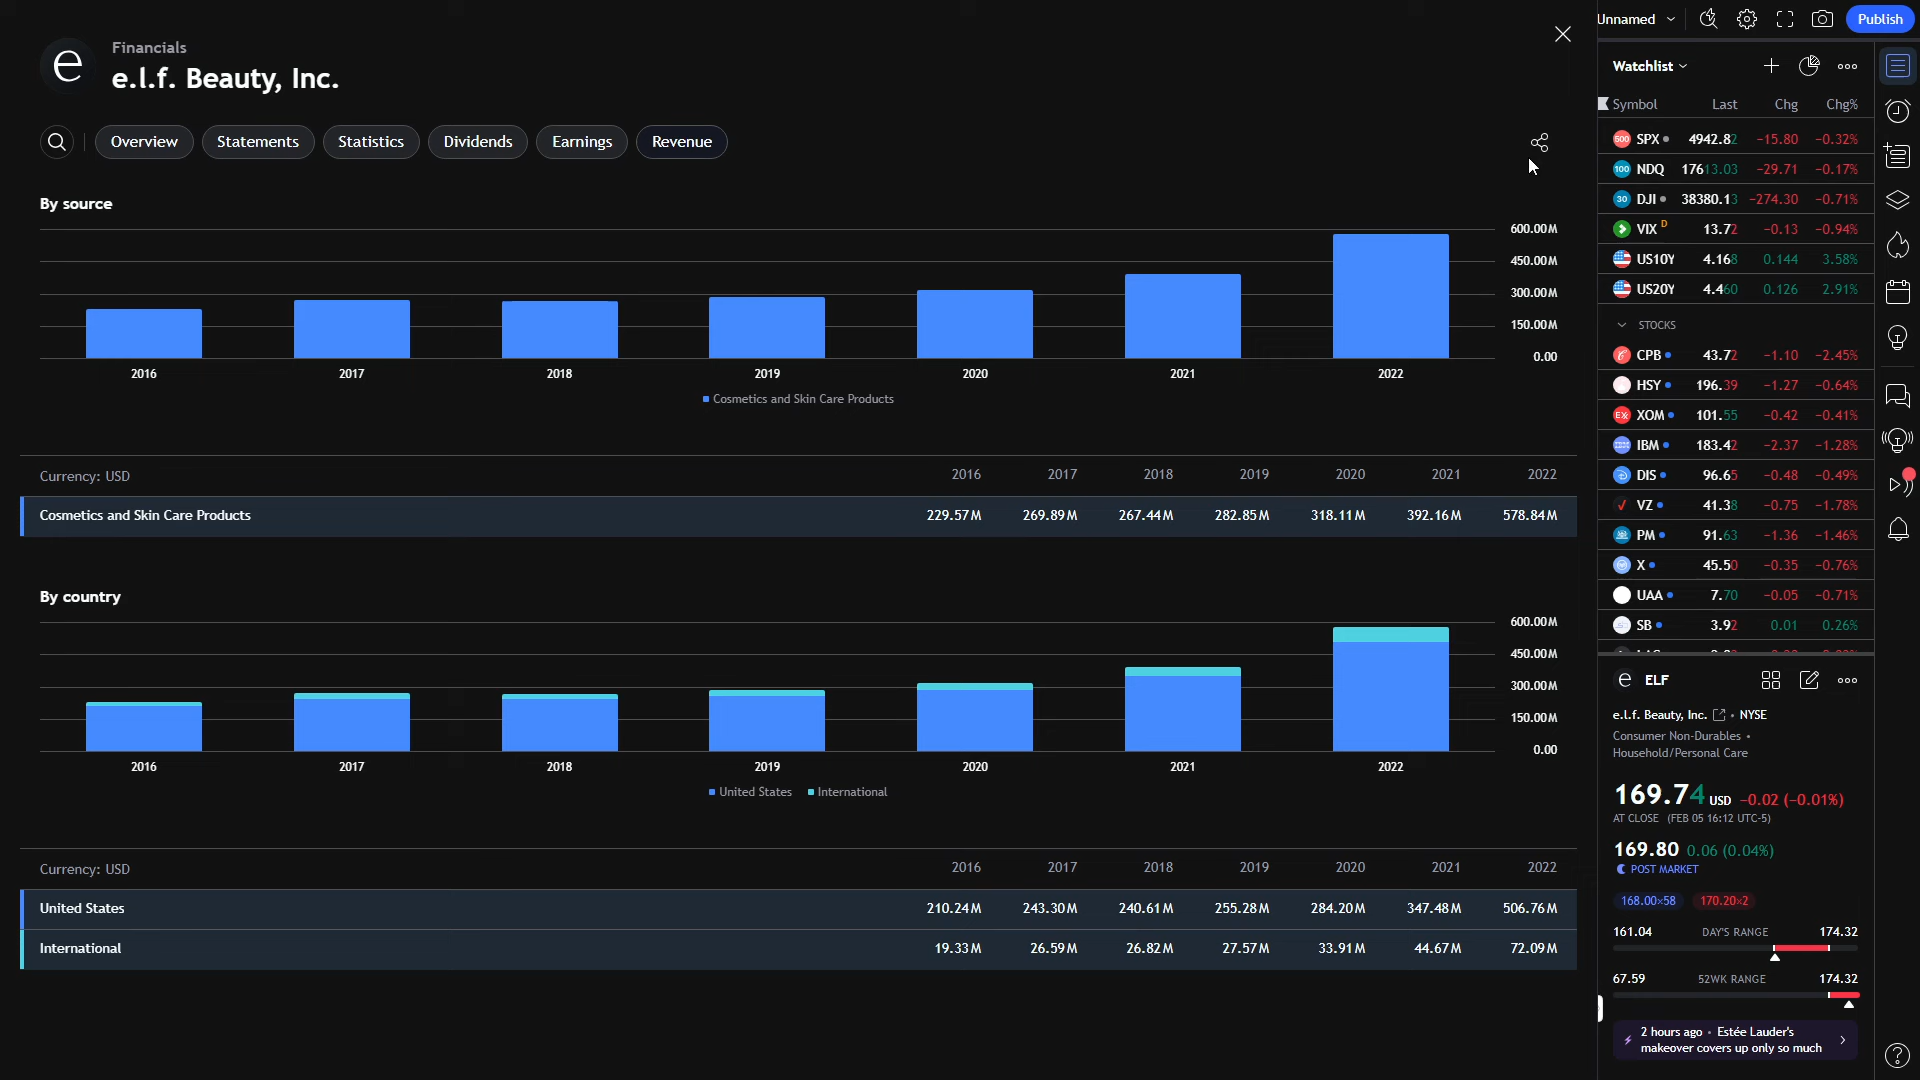 Financials
e.l.f. Beauty, Inc.
Overview Statements Statistics Dividends Earnings Revenue
By source
600.00M
450.00M
300.00M
150.00M
0.00
2016 2017 2018 2019 2020 2021 2022
Cosmetics and Skin Care Products
Currency: USD 2016 2017 2018 2019 2020 2021 2022
Cosmetics and Skin Care Products 229.57M 269.89M 267.44M 282.85M 318.11M 392.16M 578.84M
By country
600.00M
450.00M
300.00M
150.00M
0.00
2016 2017 2018 2019 2020 2021 2022
United States International
Currency: USD 2016 2017 2018 2019 2020 2021 2022
United States 210.24M 243.30M 240.61M 255.28M 284.20M 347.48M 506.76M
International 19.33M 26.59M 26.82M 27.57M 33.91M 44.67M 72.09M
Unnamed Publish
Watchlist
Symbol Last Chg Chg%
500 SPX 4942.82 −15.80 −0.32%
100 NDQ 17613.03 −29.71 −0.17%
30 DJI 38380.13 −274.30 −0.71%
VIX D 13.72 −0.13 −0.94%
US10Y 4.168 0.144 3.58%
US20Y 4.460 0.126 2.91%
STOCKS
CPB 43.72 −1.10 −2.45%
HSY 196.39 −1.27 −0.64%
XOM 101.55 −0.42 −0.41%
IBM 183.42 −2.37 −1.28%
DIS 96.65 −0.48 −0.49%
VZ 41.38 −0.75 −1.78%
PM 91.63 −1.36 −1.46%
X 45.50 −0.35 −0.76%
UAA 7.70 −0.05 −0.71%
SB 3.92 0.01 0.26%
e ELF
e.l.f. Beauty, Inc. • NYSE
Consumer Non-Durables •
Household/Personal Care
169.74 USD −0.02 (−0.01%)
AT CLOSE (FEB 05 16:12 UTC-5)
169.80 0.06 (0.04%)
POST MARKET
168.00×58 170.20×2
161.04 DAY'S RANGE 174.32
67.59 52WK RANGE 174.32
2 hours ago • Estée Lauder's
makeover covers up only so much